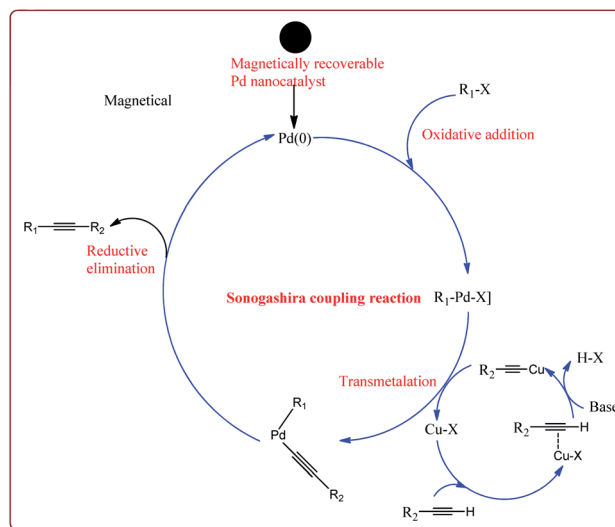 Magnetically recoverable
Pd nanocatalyst
Magnetical
R1-X
Pd(0)
Oxidative addition
R1
R2
Reductive
elimination
Sonogashira coupling reaction
R1-Pd-X]
H-X
Transmetalation
R2
Cu
Base
R1
Cu-X
R2
H
Pd
Cu-X
R2
R2
H